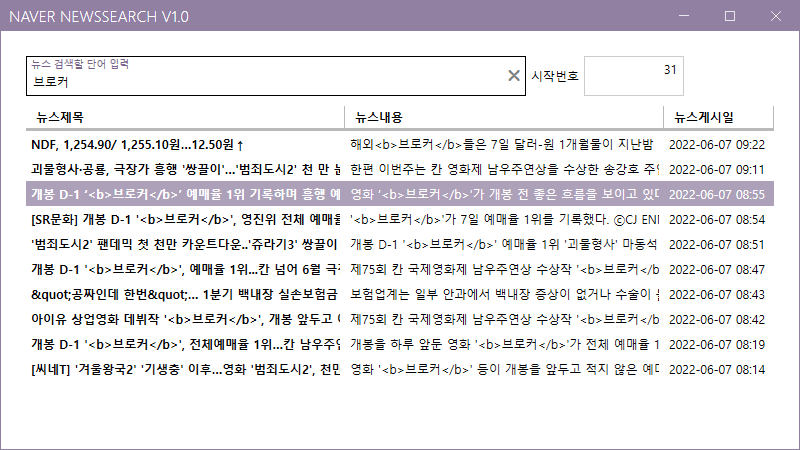 NAVER NEWSSEARCH V1.0
뉴스 검색할 단어 입력
브로커
시작번호 31
뉴스제목 뉴스내용 뉴스게시일
NDF, 1,254.90/ 1,255.10원...12.50원 ↑ 해외<b>브로커</b>들은 7일 달러-원 1개월물이 지난밤 2022-06-07 09:22
괴물형사·공룡, 극장가 흥행 '쌍끌이'...'범죄도시2' 천 만 한편 이번주는 칸 영화제 남우주연상을 수상한 송강호 2022-06-07 09:11
개봉 D-1 ‘<b>브로커</b>’ 예매율 1위 기록하며 흥행 영화 ‘<b>브로커</b>’가 개봉 전 좋은 흐름을 보이고 2022-06-07 08:55
[SR문화] 개봉 D-1 '<b>브로커</b>', 영진위 전체 예매율 '<b>브로커</b>'가 7일 예매율 1위를 기록했다. ⓒCJ 2022-06-07 08:54
'범죄도시2' 팬데믹 첫 천만 카운트다운..'쥬라기3' 쌍끌이 개봉 D-1 '<b>브로커</b>' 예매율 1위 '괴물형사' 마동석 2022-06-07 08:51
개봉 D-1 '<b>브로커</b>', 예매율 1위...칸 넘어 6월 제75회 칸 국제영화제 남우주연상 수상작 '<b>브로커</b> 2022-06-07 08:47
&quot;공짜인데 한번&quot;... 1분기 백내장 실손보험금 보험업계는 일부 안과에서 백내장 증상이 없거나 수술이 2022-06-07 08:43
아이유 상업영화 데뷔작 '<b>브로커</b>', 개봉 앞두고 제75회 칸 국제영화제 남우주연상 수상작 '<b>브로커</b> 2022-06-07 08:42
개봉 D-1 '<b>브로커</b>', 전체예매율 1위...칸 개봉을 하루 앞둔 영화 '<b>브로커</b>'가 전체 예매율 1 2022-06-07 08:19
[씨네T] '겨울왕국2' '기생충' 이후...영화 '범죄도시2', 천만 영화 '<b>브로커</b>' 등이 개봉을 앞두고 적지 않은 2022-06-07 08:14